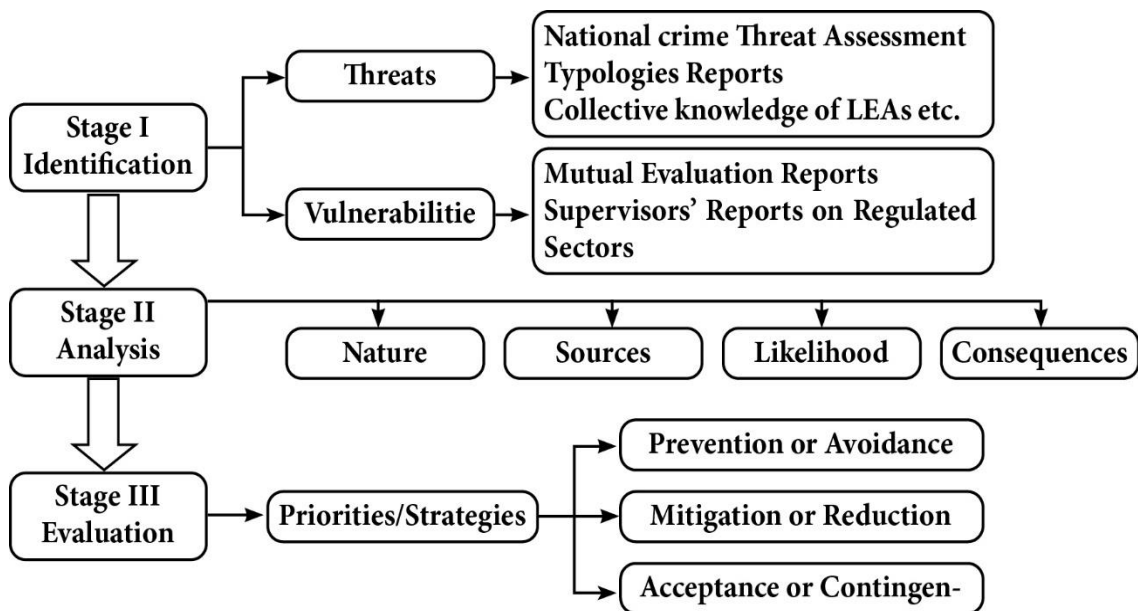 Threats
National crime Threat Assessment
Typologies Reports
Collective knowledge of LEAs etc.
Stage I
Identification
Vulnerabilitie
Mutual Evaluation Reports
Supervisors' Reports on Regulated
Sectors
Stage II
Analysis
Nature
Sources
Likelihood
Consequences
Stage III
Evaluation
Priorities/Strategies
Prevention or Avoidance
Mitigation or Reduction
Acceptance or Contingen-